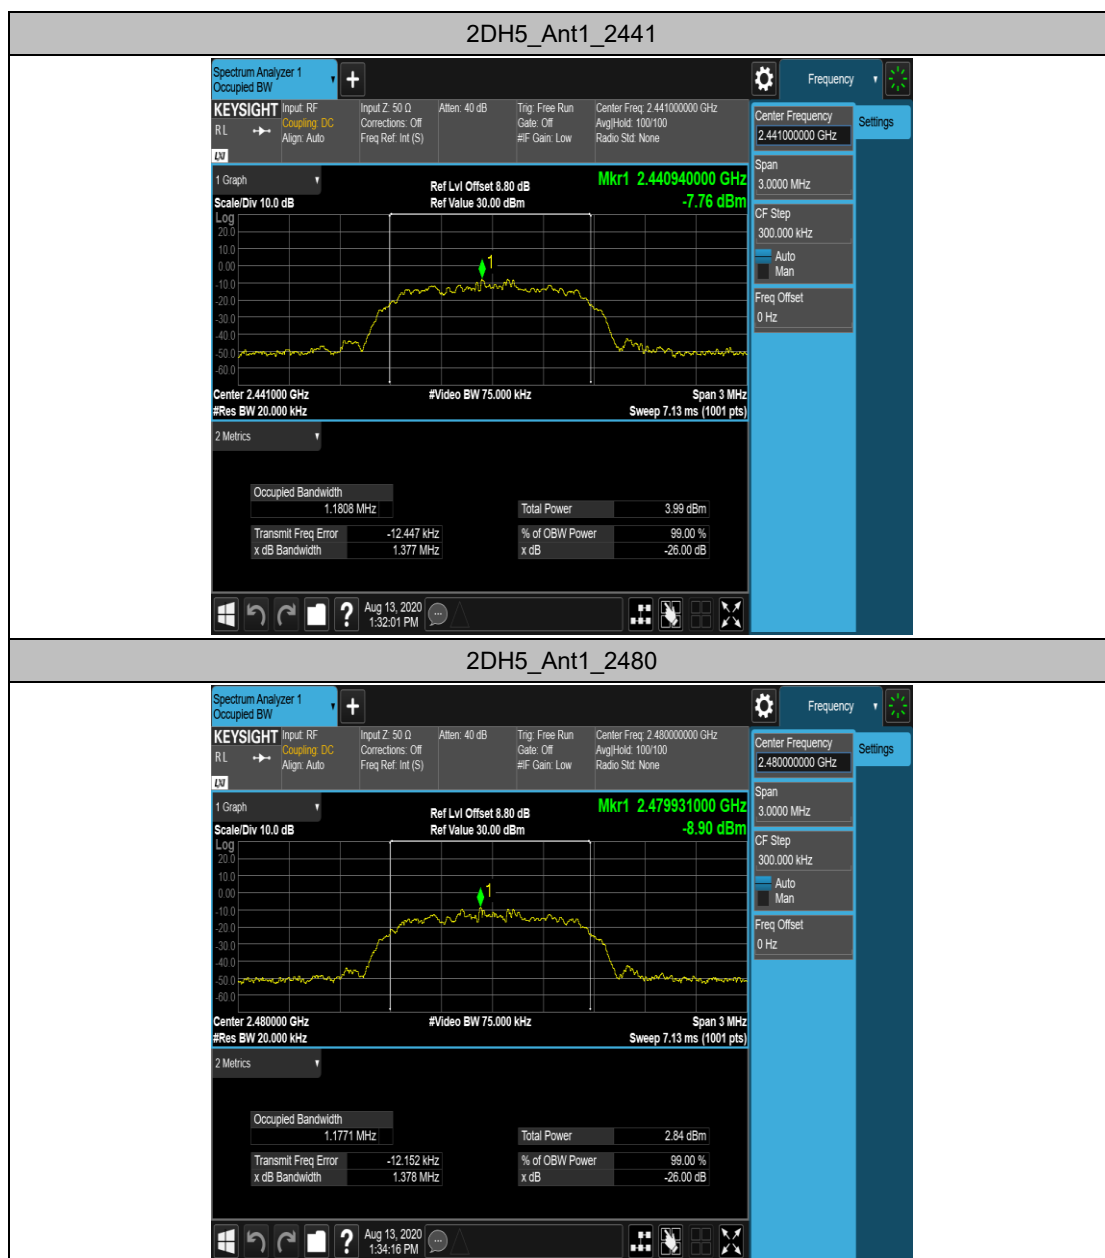 2DH5_Ant1_2441
Spectrum Analyzer 1
Occupied BW
Frequency
KEYSIGHT
RL
LXI
Input: RF
Coupling: DC
Align: Auto
Input Z: 50 Ω
Corrections: Off
Freq Ref: Int (S)
Atten: 40 dB
Trig: Free Run
Gate: Off
#IF Gain: Low
Center Freq: 2.441000000 GHz
Avg|Hold: 100/100
Radio Std: None
Center Frequency
2.441000000 GHz
Settings
Span
3.0000 MHz
CF Step
300.000 kHz
Auto
Man
Freq Offset
0 Hz
1 Graph
Scale/Div 10.0 dB
Ref Lvl Offset 8.80 dB
Ref Value 30.00 dBm
Mkr1 2.440940000 GHz
-7.76 dBm
Log
20.0
10.0
0.00
-10.0
-20.0
-30.0
-40.0
-50.0
-60.0
1
Center 2.441000 GHz
#Video BW 75.000 kHz
Span 3 MHz
#Res BW 20.000 kHz
Sweep 7.13 ms (1001 pts)
2 Metrics
Occupied Bandwidth
1.1808 MHz
Total Power 3.99 dBm
Transmit Freq Error -12.447 kHz
% of OBW Power 99.00 %
x dB Bandwidth 1.377 MHz
x dB -26.00 dB
Aug 13, 2020
1:32:01 PM
2DH5_Ant1_2480
Spectrum Analyzer 1
Occupied BW
Frequency
KEYSIGHT
RL
LXI
Input: RF
Coupling: DC
Align: Auto
Input Z: 50 Ω
Corrections: Off
Freq Ref: Int (S)
Atten: 40 dB
Trig: Free Run
Gate: Off
#IF Gain: Low
Center Freq: 2.480000000 GHz
Avg|Hold: 100/100
Radio Std: None
Center Frequency
2.480000000 GHz
Settings
Span
3.0000 MHz
CF Step
300.000 kHz
Auto
Man
Freq Offset
0 Hz
1 Graph
Scale/Div 10.0 dB
Ref Lvl Offset 8.80 dB
Ref Value 30.00 dBm
Mkr1 2.479931000 GHz
-8.90 dBm
Log
20.0
10.0
0.00
-10.0
-20.0
-30.0
-40.0
-50.0
-60.0
1
Center 2.480000 GHz
#Video BW 75.000 kHz
Span 3 MHz
#Res BW 20.000 kHz
Sweep 7.13 ms (1001 pts)
2 Metrics
Occupied Bandwidth
1.1771 MHz
Total Power 2.84 dBm
Transmit Freq Error -12.152 kHz
% of OBW Power 99.00 %
x dB Bandwidth 1.378 MHz
x dB -26.00 dB
Aug 13, 2020
1:34:16 PM